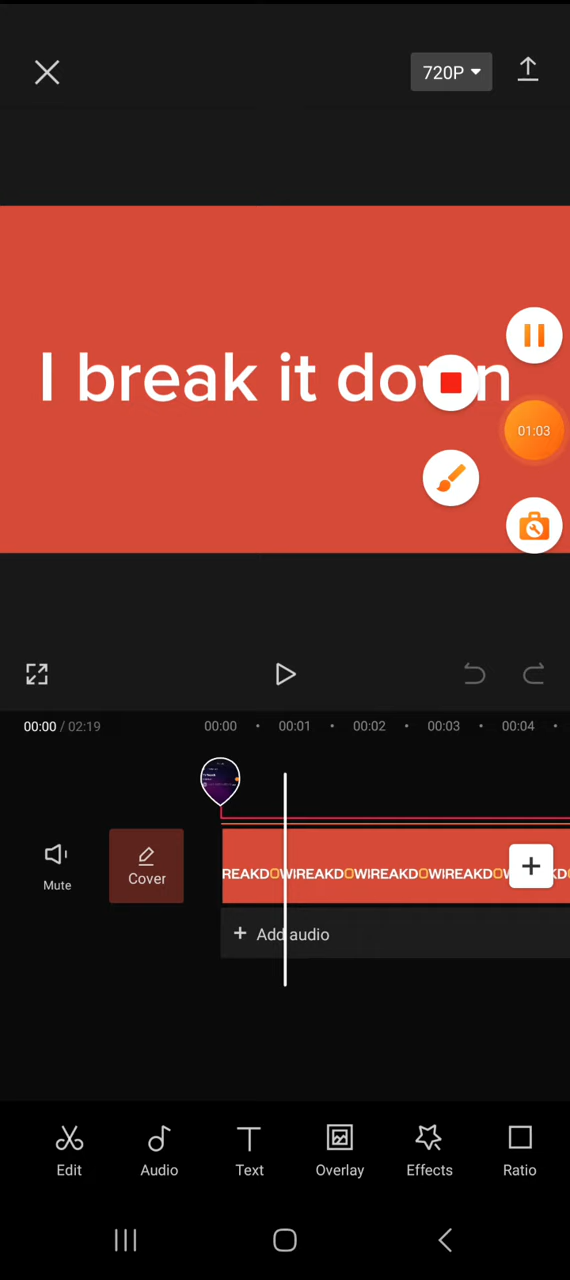 720P
I break it down
01:03
00:00 / 02:19
00:00 00:01 00:02 00:03 00:04
READKDOWIREAKDOWIREAKDOWIREAKDOW
Mute
Cover
+ Add audio
Edit Audio Text Overlay Effects Ratio